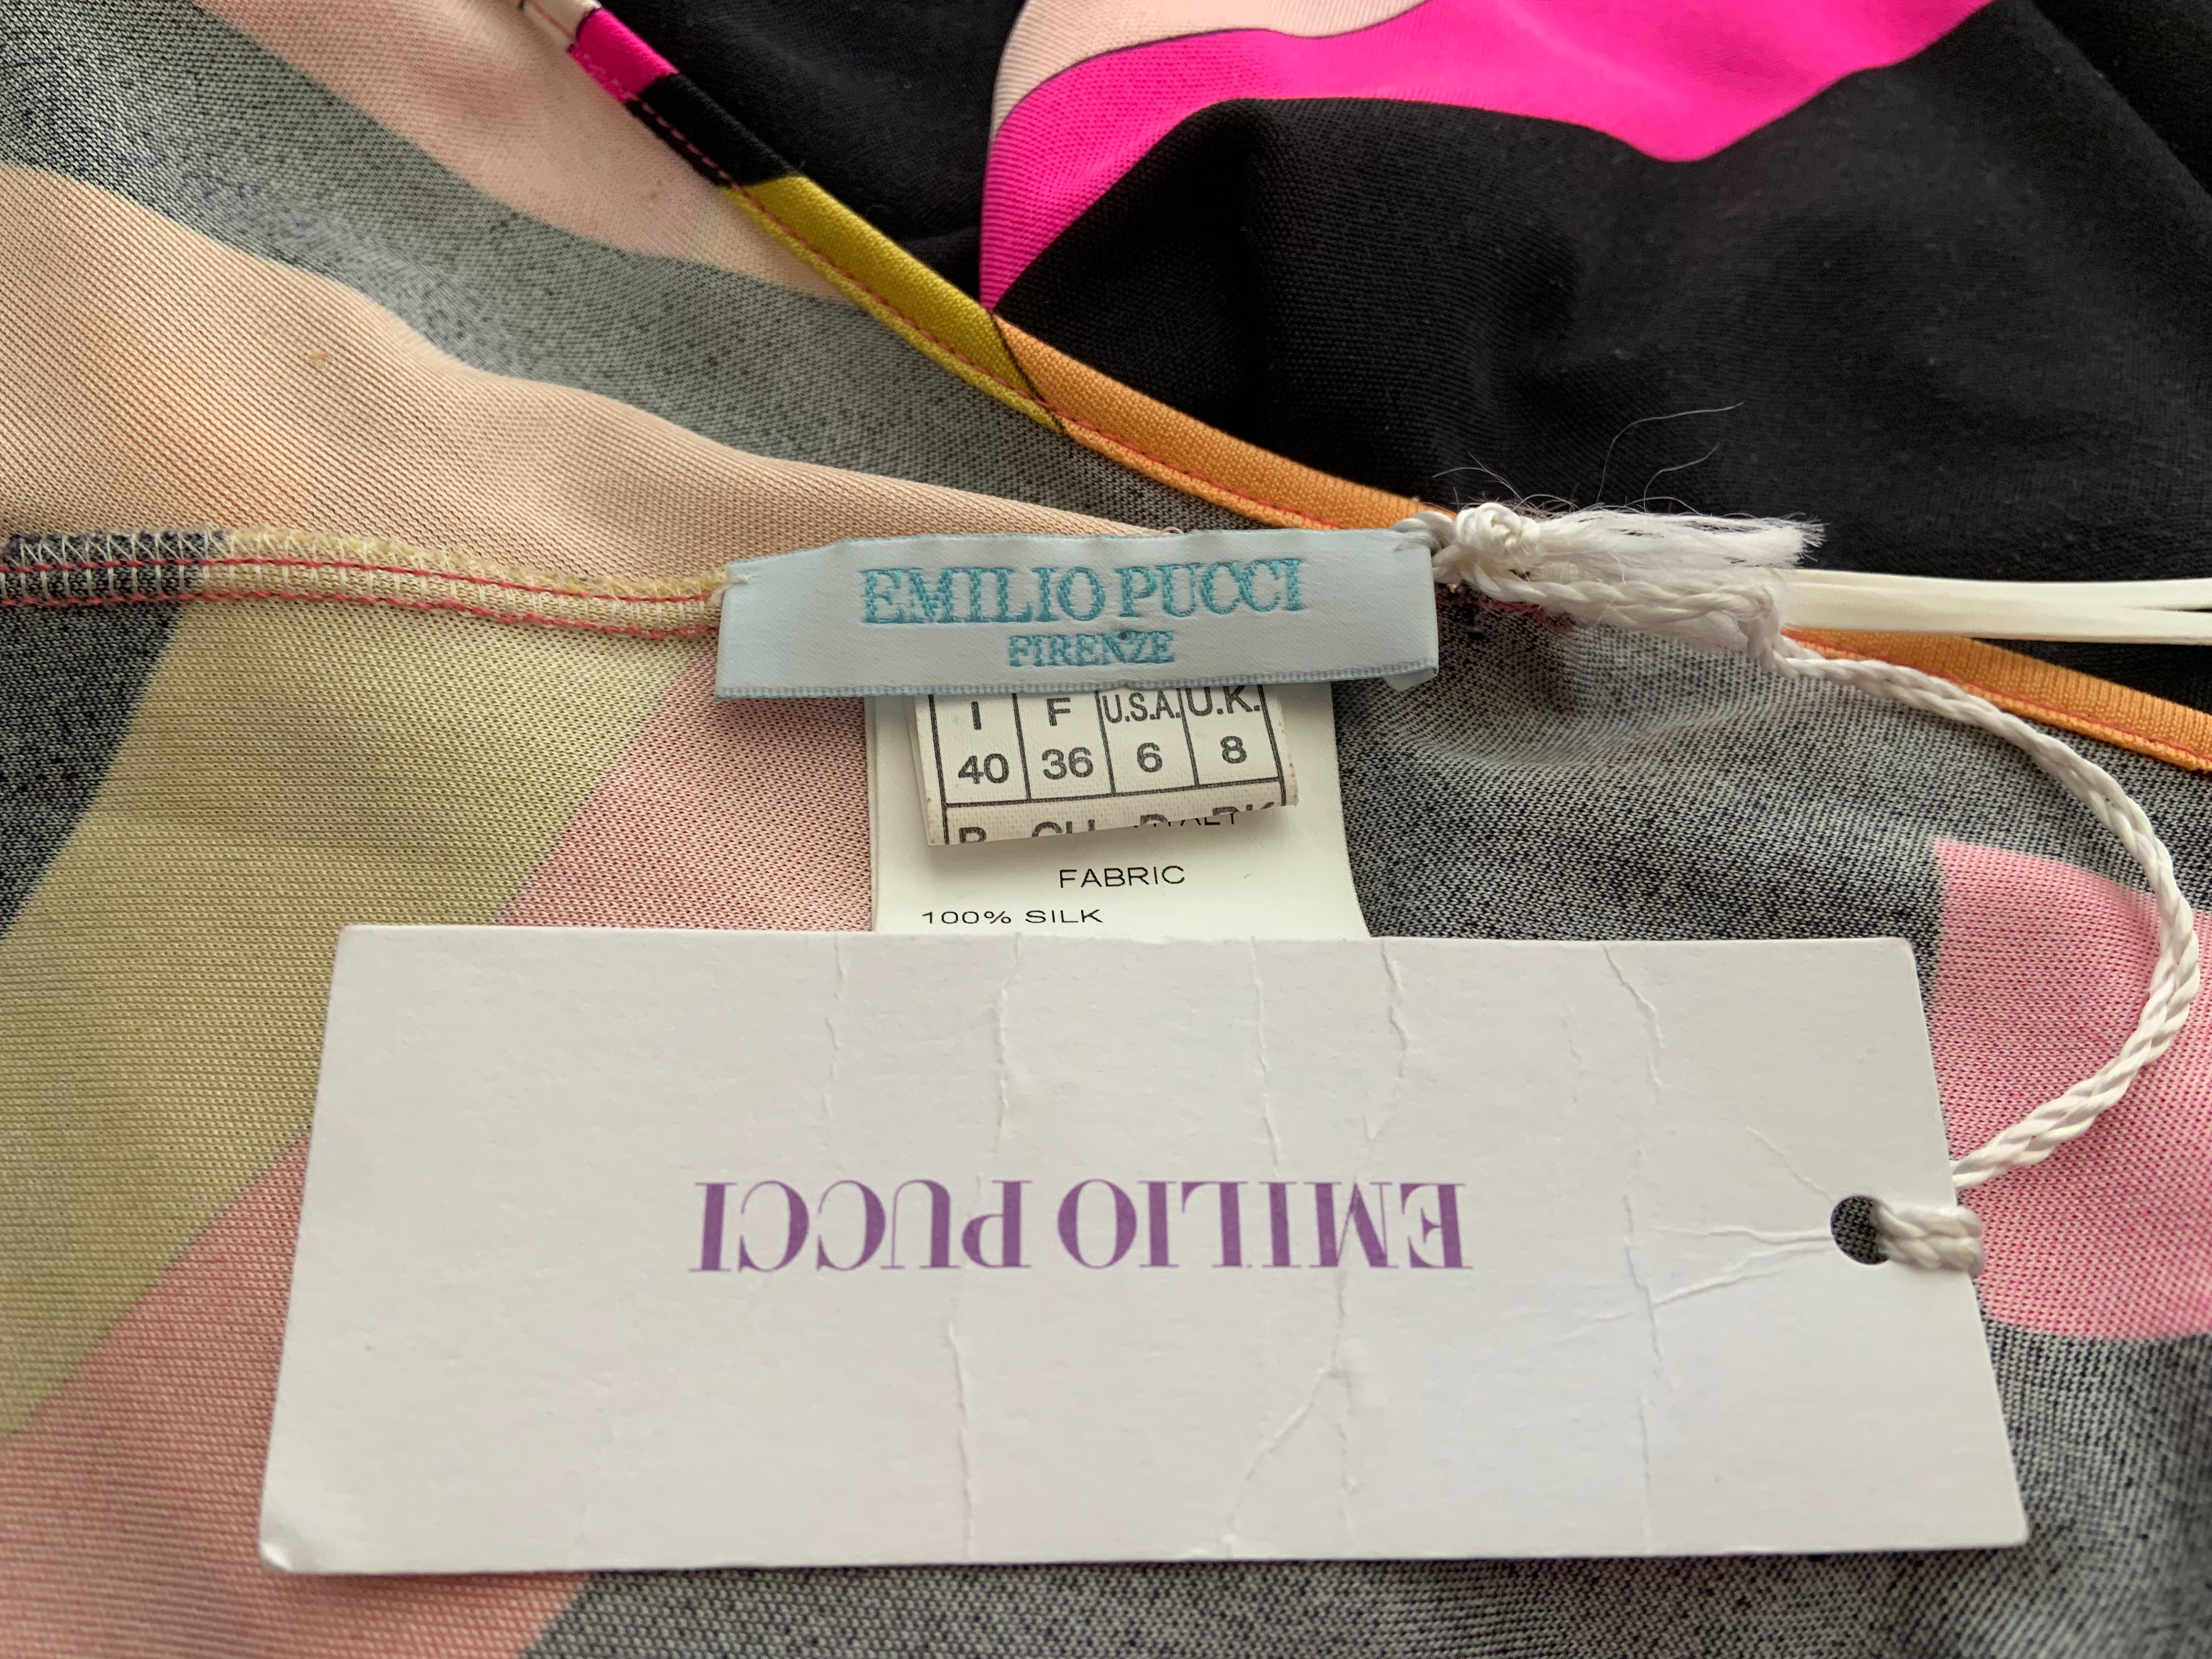 EMILIO PUCCI
FIRENZE
I F U.S.A. U.K.
40 36 6 8
FABRIC
100% SILK
EMILIO PUCCI